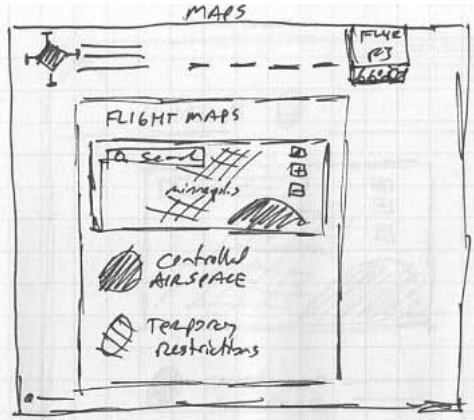 MAPS
FLIGHT MAPS
search
minneapolis
Controlled
AIRSPACE
Temporary
Restrictions